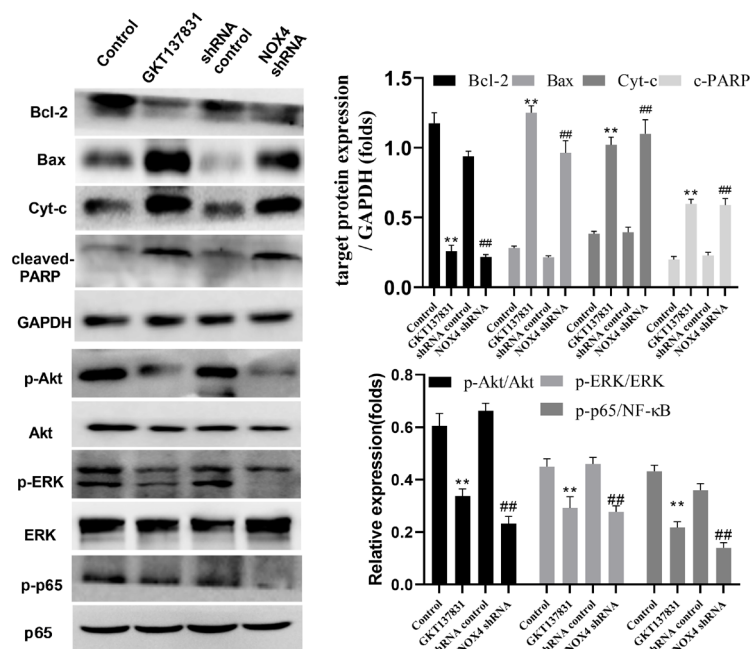 Control
GKT137831
shRNA
control
NOX4
shRNA
Bcl-2
Bax
Cyt-c
cleaved-
PARP
GAPDH
p-Akt
Akt
p-ERK
ERK
p-p65
p65
target protein expression
/ GAPDH (folds)
Bcl-2 Bax Cyt-c c-PARP
1.5
1.0
0.5
0.0
** ## ** ## ** ## ** ##
Control GKT137831 shRNA control NOX4 shRNA Control GKT137831 shRNA control NOX4 shRNA Control GKT137831 shRNA control NOX4 shRNA Control GKT137831 shRNA control NOX4 shRNA
Relative expression(folds)
p-Akt/Akt p-ERK/ERK
p-p65/NF-κB
0.8
0.6
0.4
0.2
0.0
** ## ** ## ** ##
Control GKT137831 shRNA control NOX4 shRNA Control GKT137831 shRNA control NOX4 shRNA Control GKT137831 shRNA control NOX4 shRNA